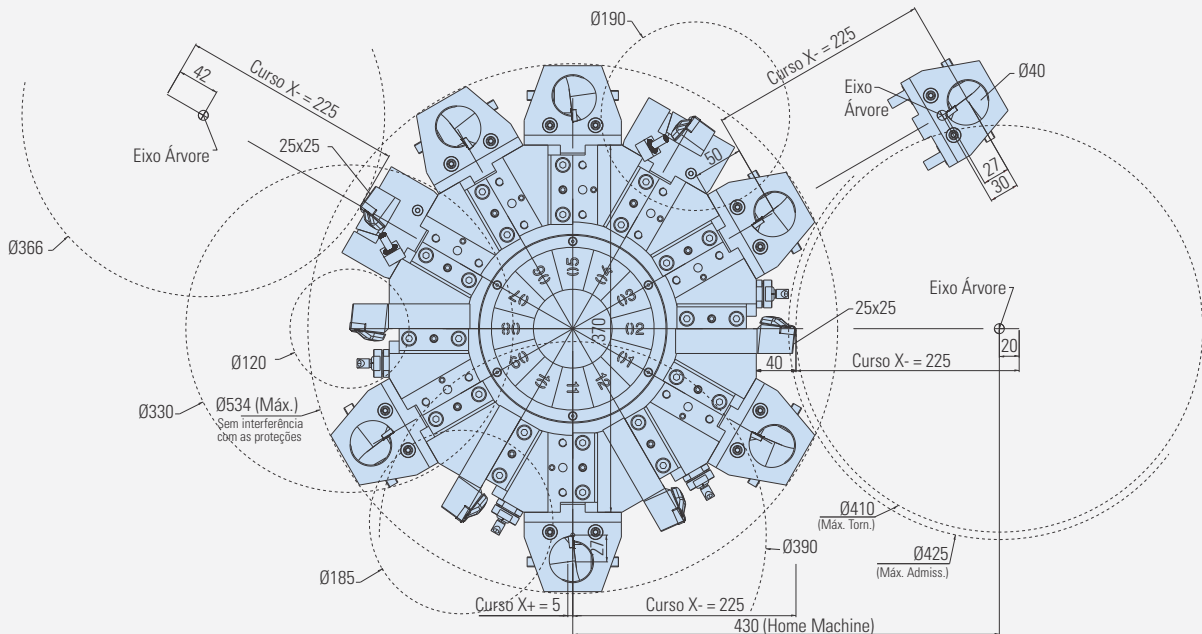 Ø190
42
Curso X- = 225
Curso X- = 225
Ø40
Eixo
Árvore
Eixo Árvore
25x25
50
27
30
Ø366
05
04
06
03
07
370
02
08
01
09
12
10
11
Eixo Árvore
25x25
20
40
Curso X- = 225
Ø120
Ø330
Ø534 (Máx.)
Sem interferência
com as proteções
Ø410
(Máx. Torn.)
Ø425
(Máx. Admiss.)
27
Ø390
Ø185
Curso X+ = 5
Curso X- = 225
430 (Home Machine)